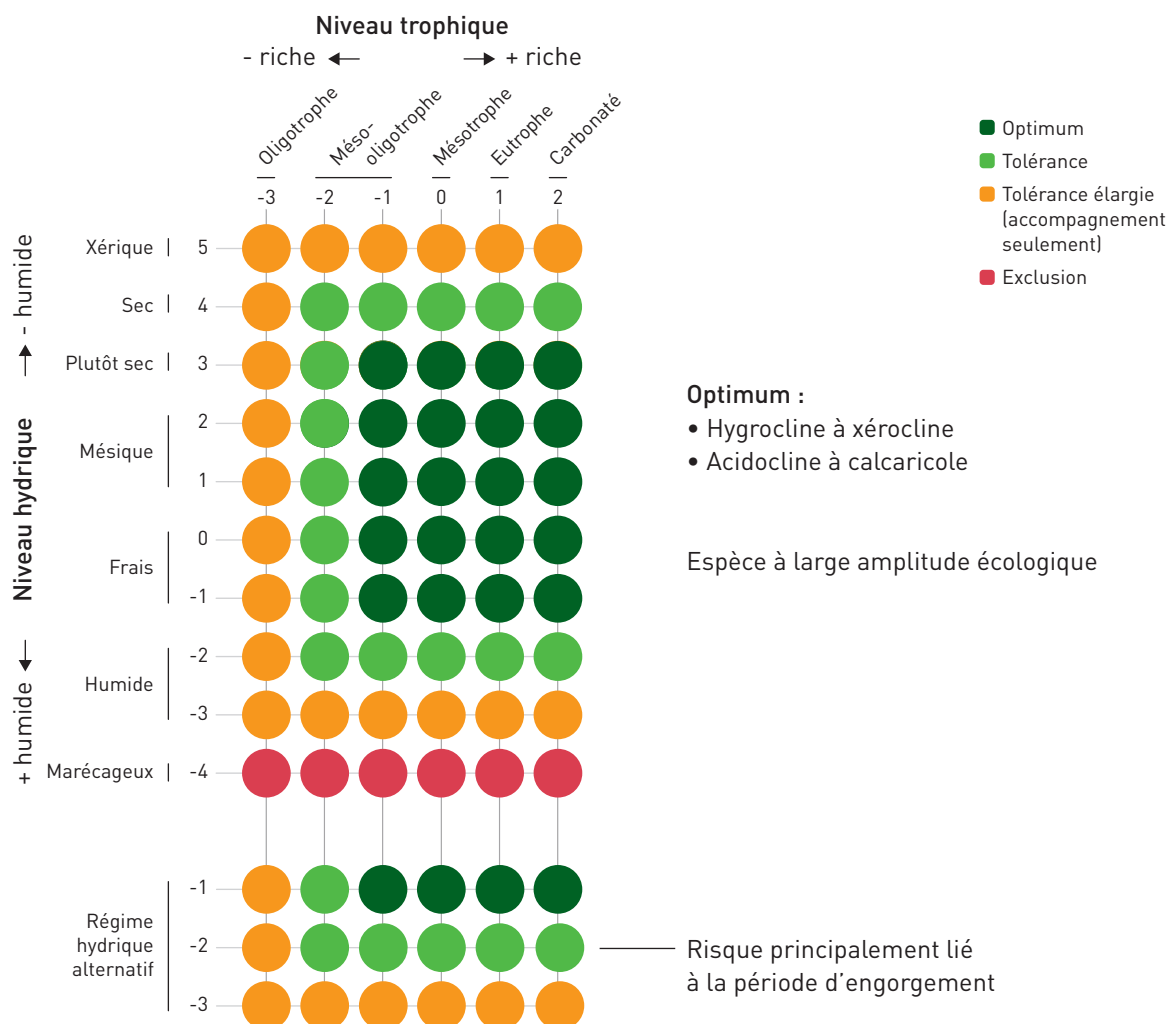 Niveau trophique
- riche ← → + riche
Oligotrophe
Méso-
oligotrophe
Mésotrophe
Eutrophe
Carbonaté
-3 -2 -1 0 1 2
Optimum
Tolérance
Tolérance élargie
(accompagnement
seulement)
Exclusion
Niveau hydrique
→ - humide
+ humide ←
Xérique 5
Sec 4
Plutôt sec 3
2
Mésique
1
0
Frais
-1
-2
Humide
-3
Marécageux -4
Optimum :
• Hygrocline à xérocline
• Acidocline à calcaricole
Espèce à large amplitude écologique
-1
Régime
hydrique
alternatif
-2
-3
Risque principalement lié
à la période d'engorgement